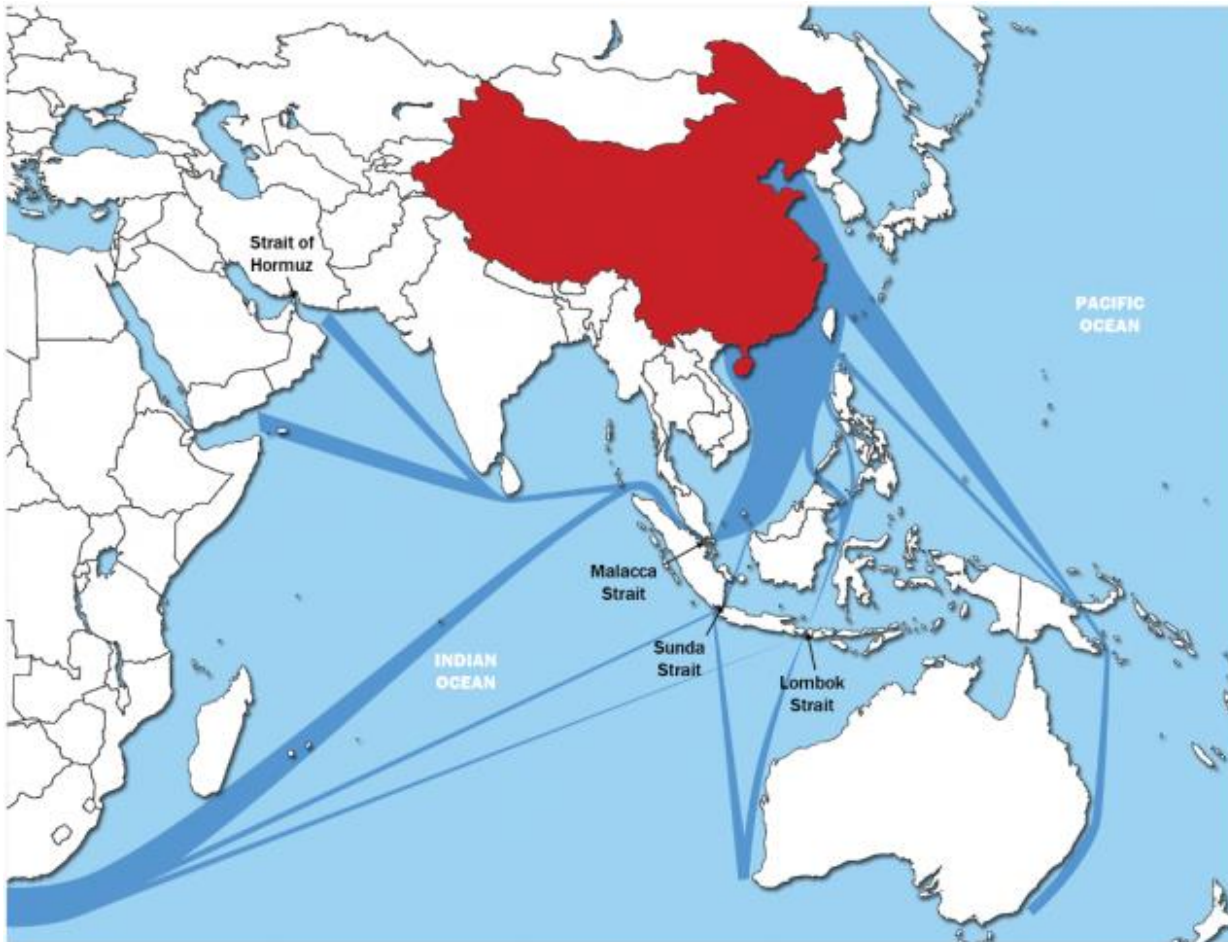 Strait of
Hormuz
PACIFIC
OCEAN
Malacca
Strait
Sunda
Strait
INDIAN
OCEAN
Lombok
Strait